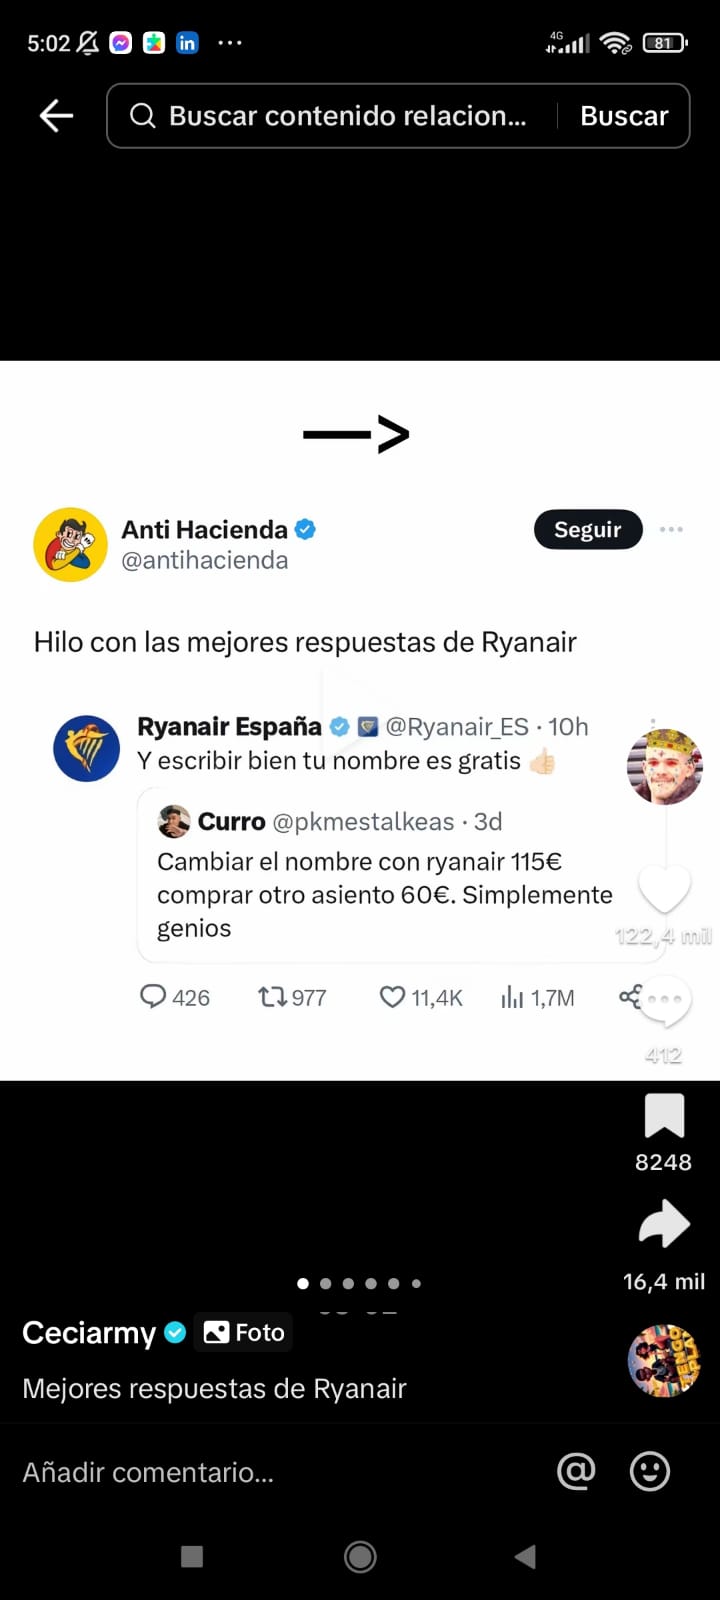 5:02
4G
81
Buscar contenido relacion...
Buscar
—>
Anti Hacienda
@antihacienda
Seguir
Hilo con las mejores respuestas de Ryanair
Ryanair España @Ryanair_ES · 10h
Y escribir bien tu nombre es gratis 👍🏻
Curro @pkmestalkeas · 3d
Cambiar el nombre con ryanair 115€
comprar otro asiento 60€. Simplemente
genios
122,4 mil
426 977 11,4K 1,7M
412
8248
16,4 mil
Ceciarmy Foto
Mejores respuestas de Ryanair
Añadir comentario...